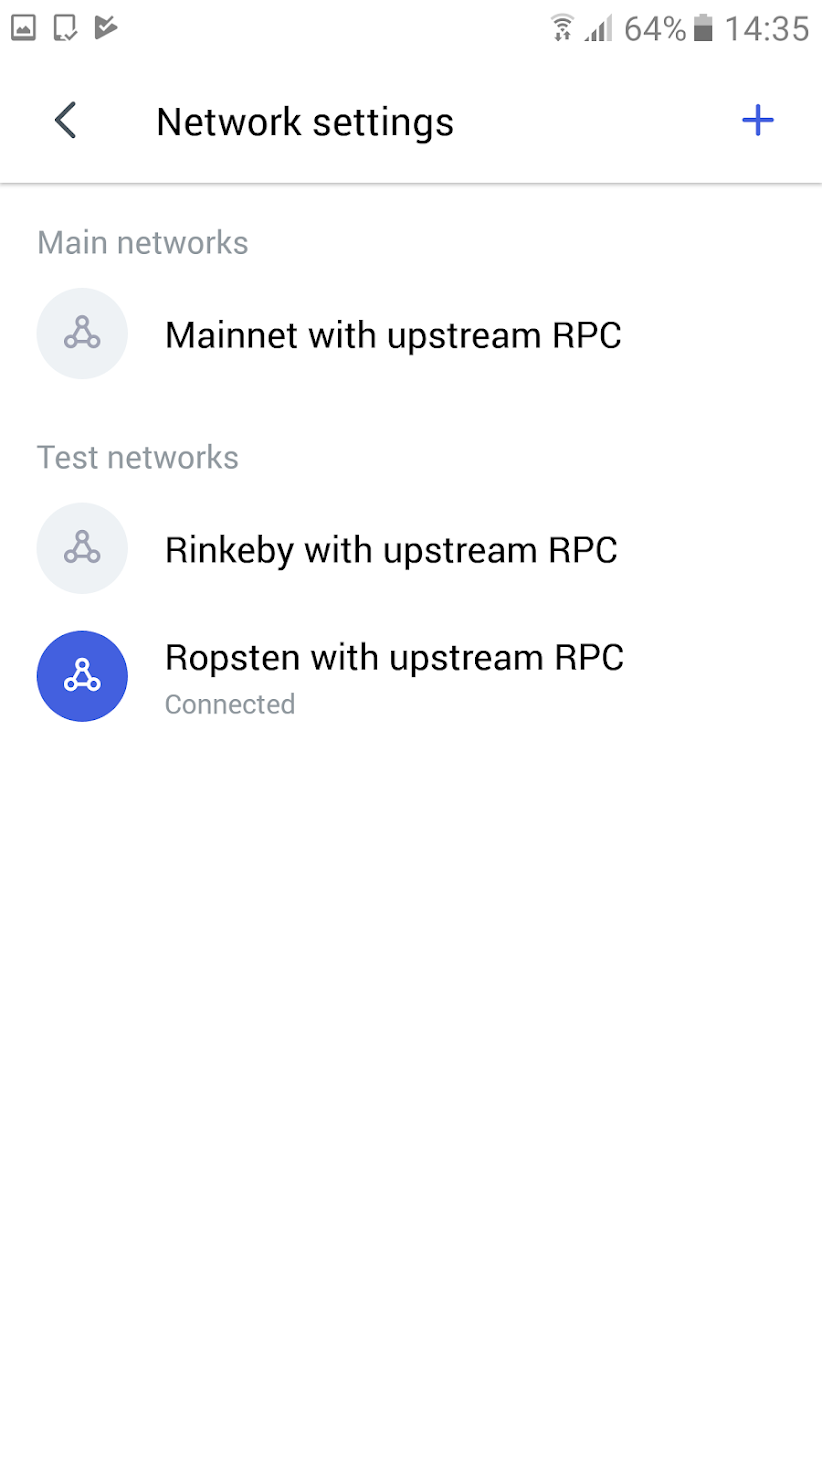 64% 14:35
Network settings
Main networks
Mainnet with upstream RPC
Test networks
Rinkeby with upstream RPC
Ropsten with upstream RPC
Connected